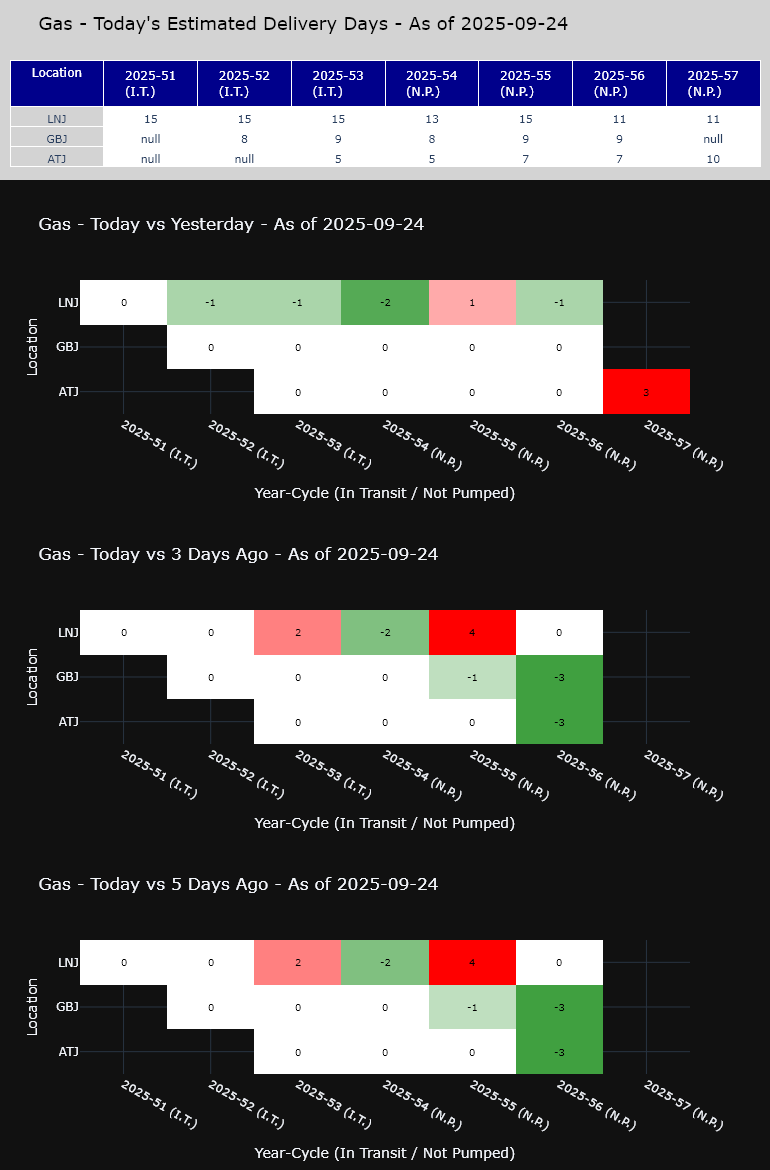 Gas - Today's Estimated Delivery Days - As of 2025-09-24
Location 2025-51 (I.T.) 2025-52 (I.T.) 2025-53 (I.T.) 2025-54 (N.P.) 2025-55 (N.P.) 2025-56 (N.P.) 2025-57 (N.P.)
LNJ 15 15 15 13 15 11 11
GBJ null 8 9 8 9 9 null
ATJ null null 5 5 7 7 10
Gas - Today vs Yesterday - As of 2025-09-24
Location
LNJ 0 -1 -1 -2 1 -1
GBJ 0 0 0 0 0
ATJ 0 0 0 0 3
2025-51 (I.T.) 2025-52 (I.T.) 2025-53 (I.T.) 2025-54 (N.P.) 2025-55 (N.P.) 2025-56 (N.P.) 2025-57 (N.P.)
Year-Cycle (In Transit / Not Pumped)
Gas - Today vs 3 Days Ago - As of 2025-09-24
Location
LNJ 0 0 2 -2 4 0
GBJ 0 0 0 -1 -3
ATJ 0 0 0 -3
2025-51 (I.T.) 2025-52 (I.T.) 2025-53 (I.T.) 2025-54 (N.P.) 2025-55 (N.P.) 2025-56 (N.P.) 2025-57 (N.P.)
Year-Cycle (In Transit / Not Pumped)
Gas - Today vs 5 Days Ago - As of 2025-09-24
Location
LNJ 0 0 2 -2 4 0
GBJ 0 0 0 -1 -3
ATJ 0 0 0 -3
2025-51 (I.T.) 2025-52 (I.T.) 2025-53 (I.T.) 2025-54 (N.P.) 2025-55 (N.P.) 2025-56 (N.P.) 2025-57 (N.P.)
Year-Cycle (In Transit / Not Pumped)